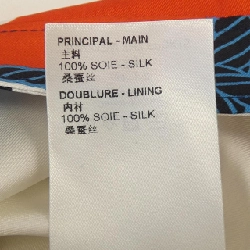 PRINCIPAL - MAIN
主料
100% SOIE - SILK
桑蚕丝
DOUBLURE - LINING
内衬
100% SOIE - SILK
桑蚕丝